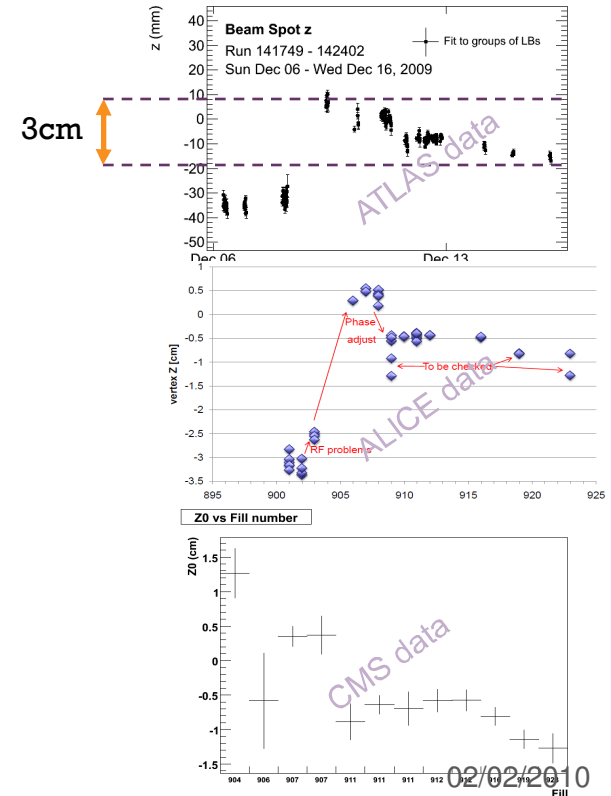 40
30
20
10
0
-10
-20
-30
-40
-50
z (mm)
Beam Spot z
Run 141749 - 142402
Sun Dec 06 - Wed Dec 16, 2009
Fit to groups of LBs
3cm
ATLAS data
Dec 06
Dec 13
1
0.5
0
-0.5
-1
-1.5
-2
-2.5
-3
-3.5
vertex Z [cm]
Phase
adjust
To be checked
RF problems
ALICE data
895
900
905
910
915
920
925
Z0 vs Fill number
Z0 (cm)
1.5
1
0.5
0
-0.5
-1
-1.5
CMS data
904
906
907
907
911
911
911
912
916
919
923
02/02/2010
Fill